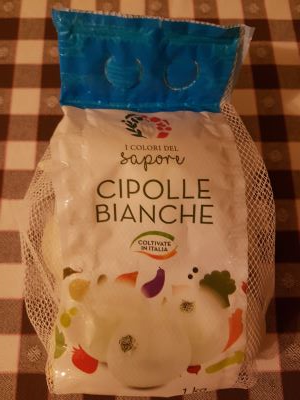 I COLORI DEL
sapore
CIPOLLE
BIANCHE
COLTIVATE
IN ITALIA